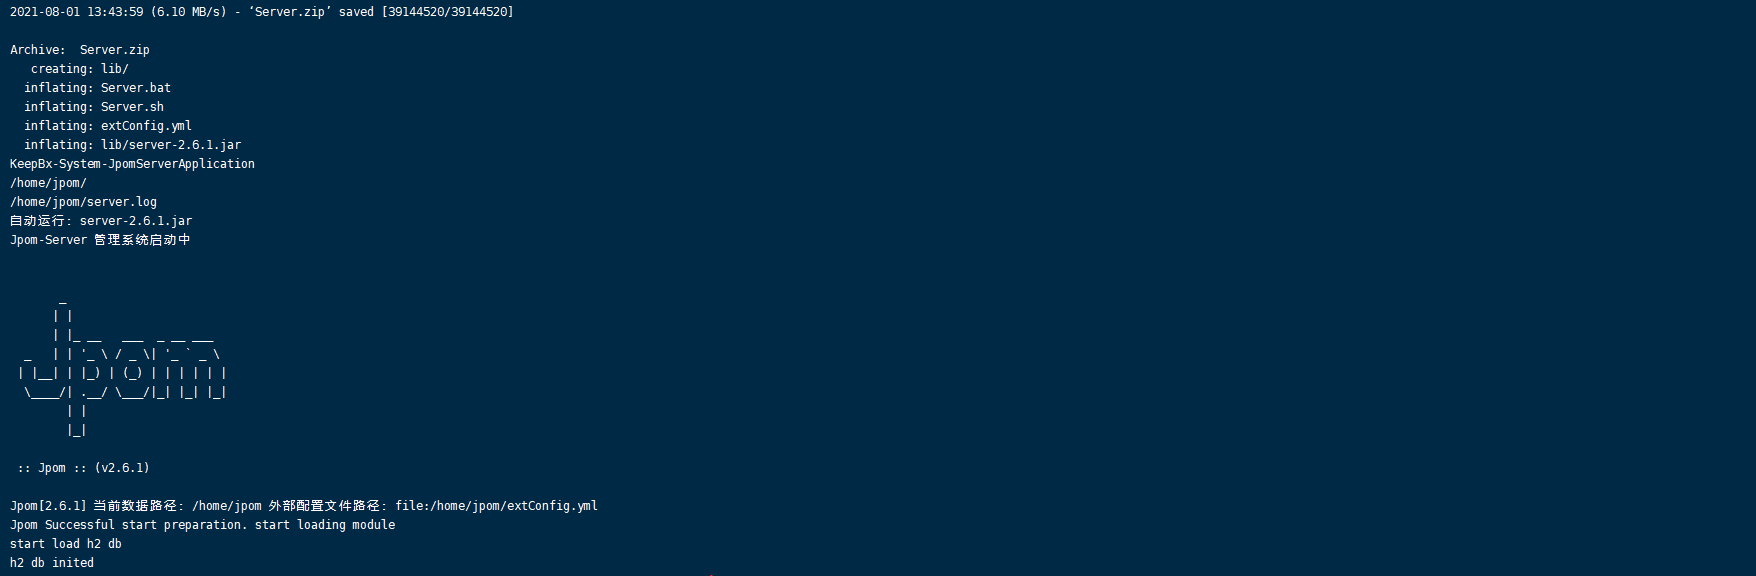 2021-08-01 13:43:59 (6.10 MB/s) - ‘Server.zip’ saved [39144520/39144520]

Archive:  Server.zip
   creating: lib/
  inflating: Server.bat
  inflating: Server.sh
  inflating: extConfig.yml
  inflating: lib/server-2.6.1.jar
KeepBx-System-JpomServerApplication
/home/jpom/
/home/jpom/server.log
自动运行: server-2.6.1.jar
Jpom-Server 管理系统启动中

       _
      | |
      | |_ __   ___  _ __ ___
  _   | | '_ \ / _ \| '_ ` _ \
 | |__| | |_) | (_) | | | | | |
  \____/| .__/ \___/|_| |_| |_|
        | |
        |_|

 :: Jpom :: (v2.6.1)

Jpom[2.6.1] 当前数据路径: /home/jpom 外部配置文件路径: file:/home/jpom/extConfig.yml
Jpom Successful start preparation. start loading module
start load h2 db
h2 db inited